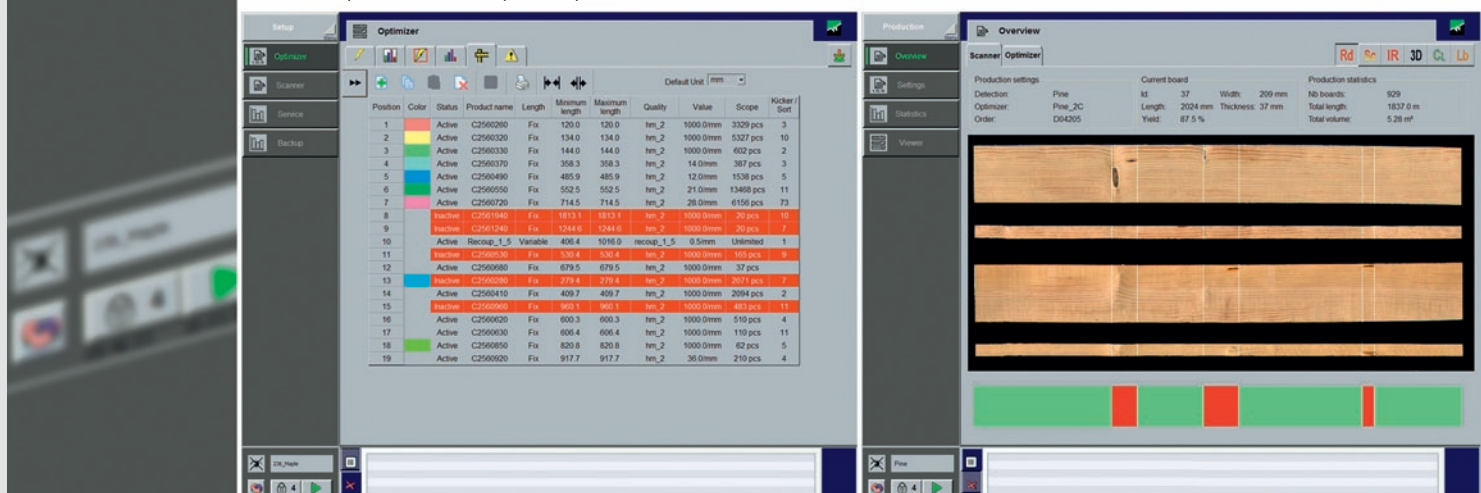 Setup
Optimizer
Scanner
Service
Backup
236_Maple
4
Optimizer
Default Unit mm
Position Color Status Product name Length Minimum length Maximum length Quality Value Scope Kicker / Sort
1 Active C2560260 Fix 120.0 120.0 hm_2 1000.0/mm 3329 pcs 3
2 Active C2560320 Fix 134.0 134.0 hm_2 1000.0/mm 5327 pcs 10
3 Active C2560330 Fix 144.0 144.0 hm_2 1000.0/mm 602 pcs 2
4 Active C2560370 Fix 358.3 358.3 hm_2 14.0/mm 387 pcs 3
5 Active C2560490 Fix 485.9 485.9 hm_2 12.0/mm 1538 pcs 5
6 Active C2560550 Fix 552.5 552.5 hm_2 21.0/mm 13468 pcs 11
7 Active C2560720 Fix 714.5 714.5 hm_2 28.0/mm 6156 pcs 73
8 Inactive C2561940 Fix 1813.1 1813.1 hm_2 1000.0/mm 20 pcs 10
9 Inactive C2561240 Fix 1244.6 1244.6 hm_2 1000.0/mm 20 pcs 7
10 Active Recoup_1_5 Variable 406.4 1016.0 recoup_1_5 0.5/mm Unlimited 1
11 Inactive C2560530 Fix 530.4 530.4 hm_2 1000.0/mm 165 pcs 9
12 Active C2560680 Fix 679.5 679.5 hm_2 1000.0/mm 37 pcs
13 Inactive C2560280 Fix 279.4 279.4 hm_2 1000.0/mm 2071 pcs 7
14 Active C2560410 Fix 409.7 409.7 hm_2 1000.0/mm 2094 pcs 2
15 Inactive C2560960 Fix 960.1 960.1 hm_2 1000.0/mm 483 pcs 11
16 Active C2560620 Fix 600.3 600.3 hm_2 1000.0/mm 510 pcs 4
17 Active C2560630 Fix 606.4 606.4 hm_2 1000.0/mm 110 pcs 11
18 Active C2560850 Fix 820.8 820.8 hm_2 1000.0/mm 62 pcs 5
19 Active C2560920 Fix 917.7 917.7 hm_2 36.0/mm 210 pcs 4
Production
Overview
Settings
Statistics
Viewer
Pine
4
Overview
Scanner Optimizer
Rd Sc IR 3D CL Lb
Production settings
Detection: Pine
Optimizer: Pine_2C
Order: D04205
Current board
Id: 37 Width: 209 mm
Length: 2024 mm Thickness: 37 mm
Yield: 87.5 %
Production statistics
Nb boards: 929
Total length: 1837.0 m
Total volume: 5.28 m³